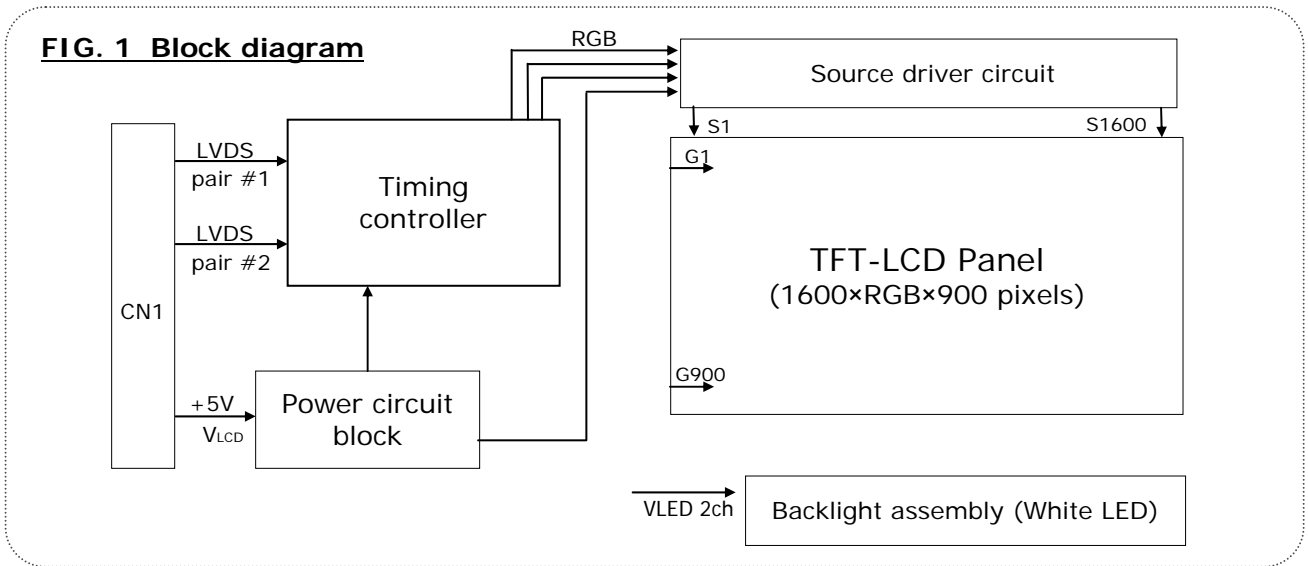 FIG. 1 Block diagram
RGB
Source driver circuit
S1
S1600
CN1
LVDS
pair #1
LVDS
pair #2
Timing
controller
G1
TFT-LCD Panel
(1600×RGB×900 pixels)
G900
+5V
VLCD
Power circuit
block
VLED 2ch
Backlight assembly (White LED)